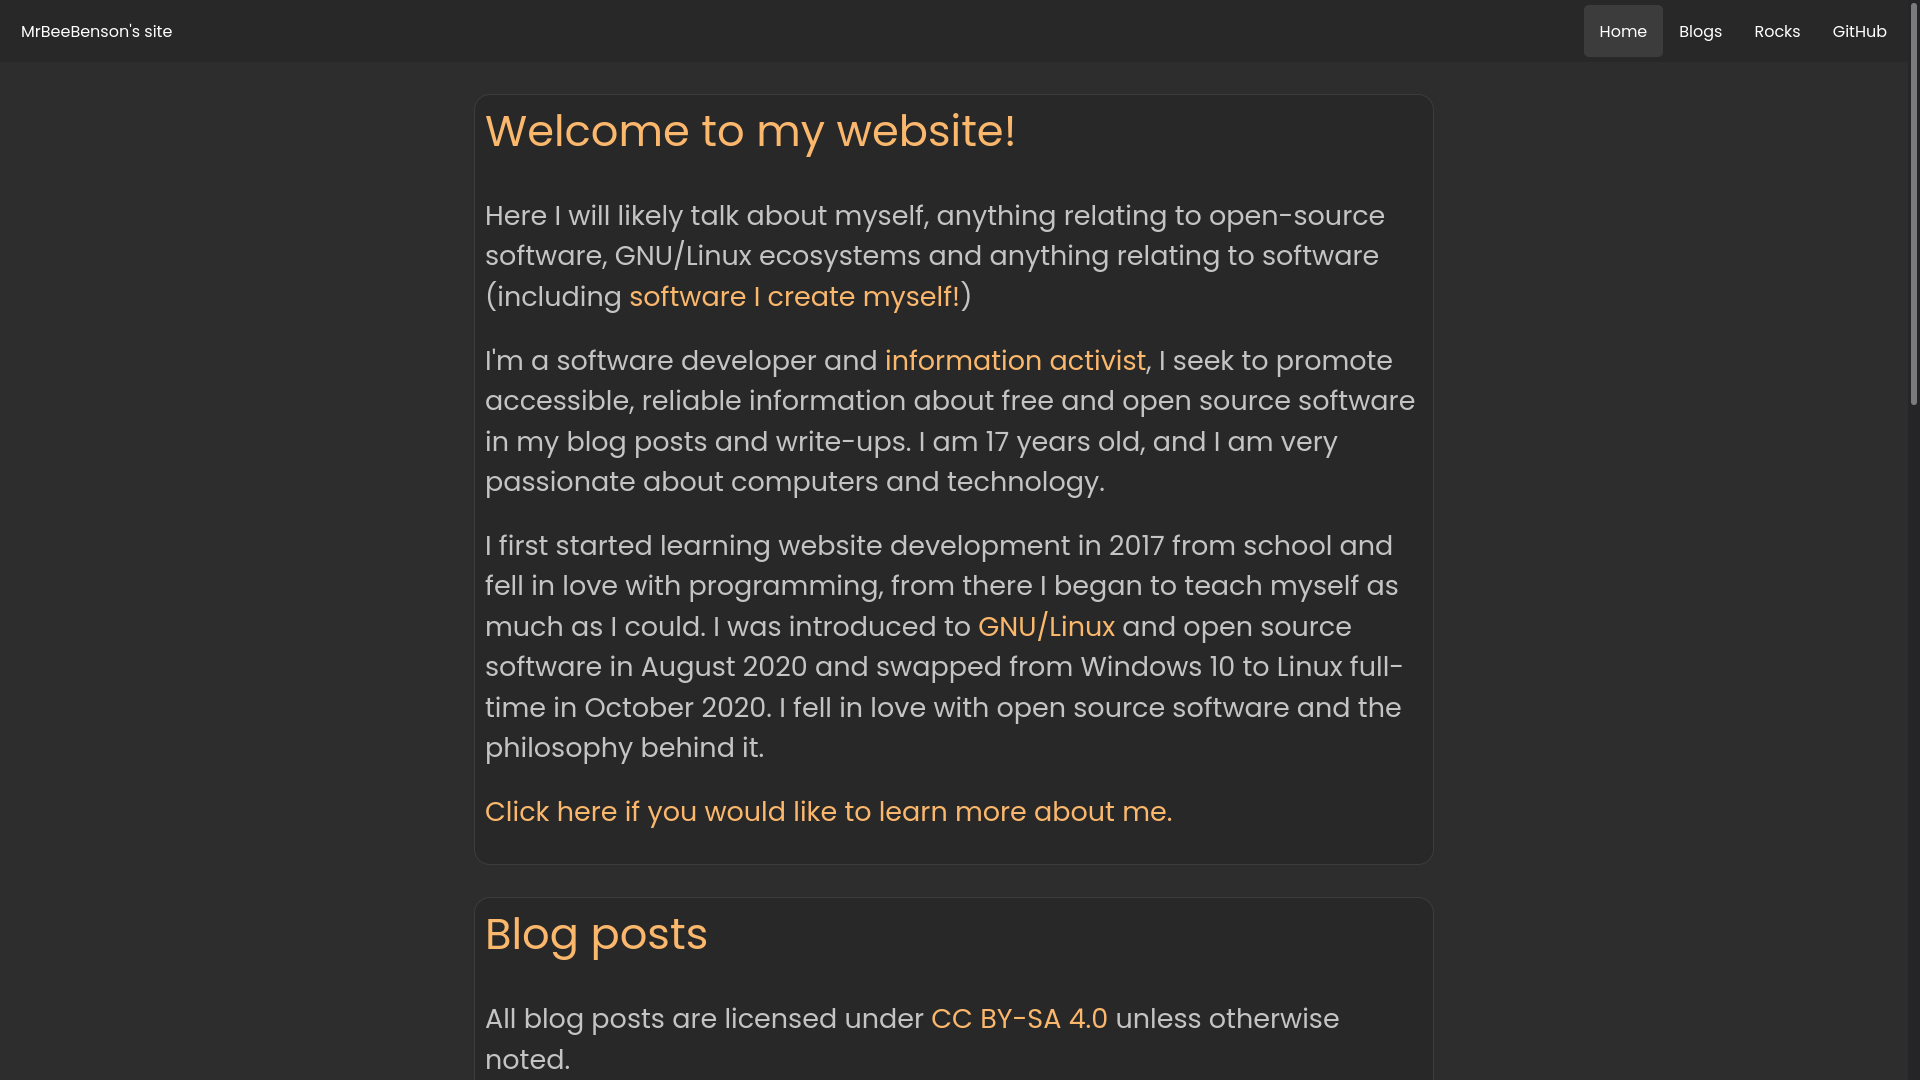 MrBeeBenson's site
Home
Blogs
Rocks
GitHub
Welcome to my website!
Here I will likely talk about myself, anything relating to open-source
software, GNU/Linux ecosystems and anything relating to software
(including software I create myself!)
I'm a software developer and information activist, I seek to promote
accessible, reliable information about free and open source software
in my blog posts and write-ups. I am 17 years old, and I am very
passionate about computers and technology.
I first started learning website development in 2017 from school and
fell in love with programming, from there I began to teach myself as
much as I could. I was introduced to GNU/Linux and open source
software in August 2020 and swapped from Windows 10 to Linux full-
time in October 2020. I fell in love with open source software and the
philosophy behind it.
Click here if you would like to learn more about me.
Blog posts
All blog posts are licensed under CC BY-SA 4.0 unless otherwise
noted.